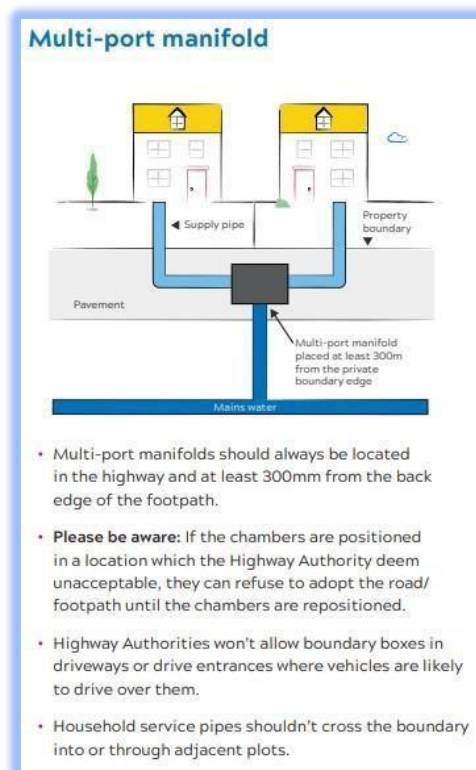 Multi-port manifold
Supply pipe
Property
boundary
Pavement
Multi-port manifold
placed at least 300m
from the private
boundary edge
Mains water
• Multi-port manifolds should always be located
in the highway and at least 300mm from the back
edge of the footpath.
• Please be aware: If the chambers are positioned
in a location which the Highway Authority deem
unacceptable, they can refuse to adopt the road/
footpath until the chambers are repositioned.
• Highway Authorities won't allow boundary boxes in
driveways or drive entrances where vehicles are likely
to drive over them.
• Household service pipes shouldn't cross the boundary
into or through adjacent plots.